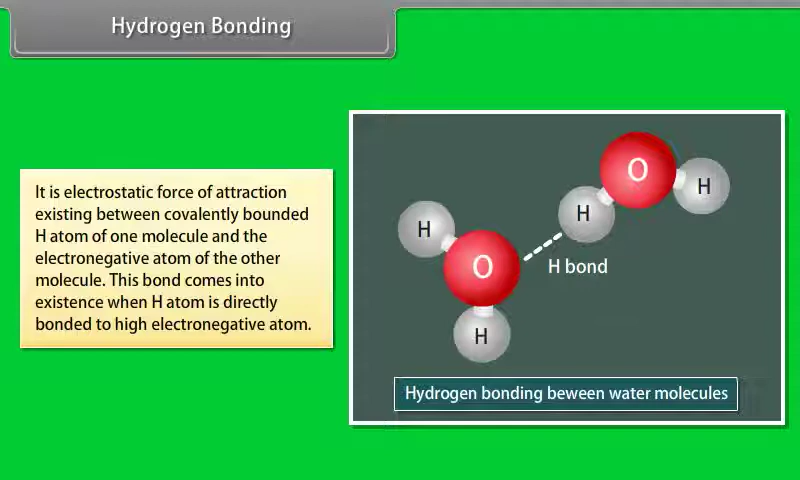 Hydrogen Bonding
It is electrostatic force of attraction
existing between covalently bounded
H atom of one molecule and the
electronegative atom of the other
molecule. This bond comes into
existence when H atom is directly
bonded to high electronegative atom.
O
H
H
H
O
H bond
H
Hydrogen bonding beween water molecules